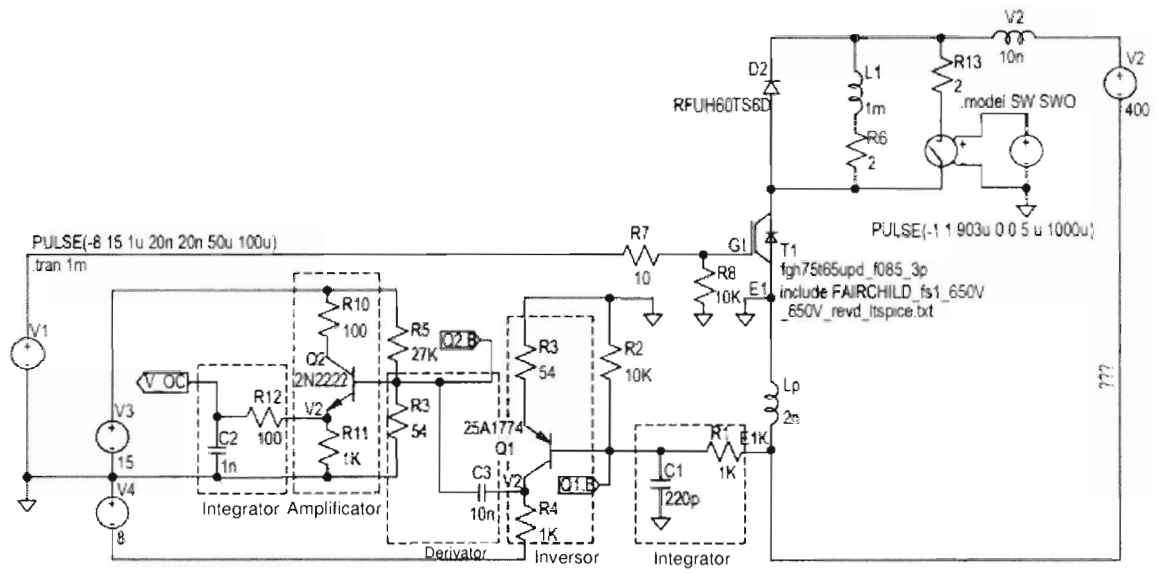 V2
10n
V2
400
D2
RFUH60TS6D
L1
1m
R6
2
R13
2
.model SW SWO
PULSE(-1 1 903u 0 0 5 u 1000u)
PULSE(-8 15 1u 20n 20n 50u 100u)
.tran 1m
R7
10
G1
T1
fgh75t65upd_f085_3p
include FAIRCHILD_fs1_650V
_650V_revd_ltspice.txt
R8
10K
E1
V1
R10
100
R5
27K
Q2.B
Q2
2N2222
R3
54
R2
10K
R3
54
V_OC
R12
100
V2
R11
1K
C2
1n
V3
15
V4
8
25A1774
Q1
V2
C3
10n
R4
1K
Q1.B
C1
220p
R1
1K
E1K
Lp
2n
???
Integrator
Amplificator
Derivator
Inversor
Integrator